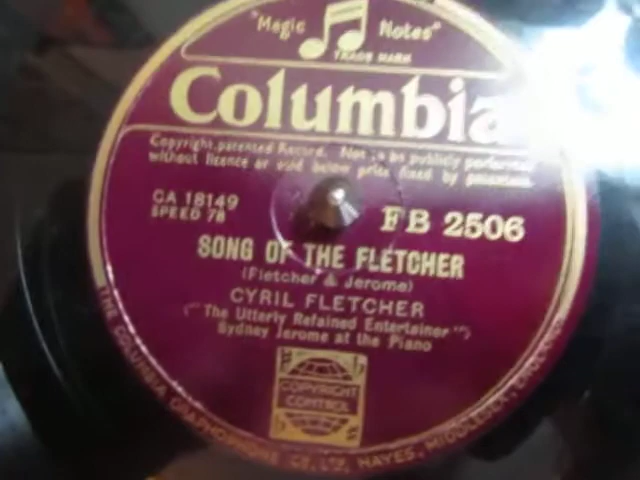 "Magic Notes"
TRADE MARK
Columbia
Copyright, patented Record. Not to be publicly performed
without licence or sold below price fixed by patentees.
CA 18149
SPEED 78
FB 2506
SONG OF THE FLETCHER
(Fletcher & Jerome)
CYRIL FLETCHER
("The Utterly Refained Entertainer")
Sydney Jerome at the Piano
COPYRIGHT
CONTROL
THE COLUMBIA GRAPHOPHONE CO., LTD., HAYES, MIDDLESEX, ENGLAND